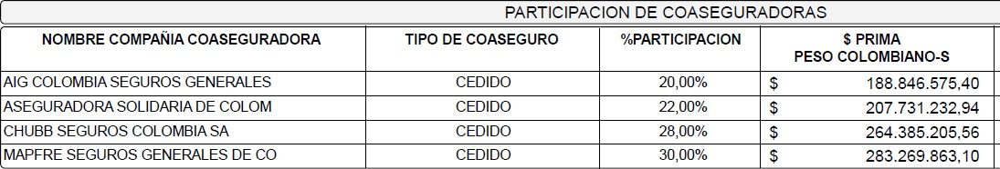 PARTICIPACION DE COASEGURADORAS
NOMBRE COMPAÑIA COASEGURADORA TIPO DE COASEGURO %PARTICIPACION $ PRIMA
PESO COLOMBIANO-S
AIG COLOMBIA SEGUROS GENERALES CEDIDO 20,00% $ 188.846.575,40
ASEGURADORA SOLIDARIA DE COLOM CEDIDO 22,00% $ 207.731.232,94
CHUBB SEGUROS COLOMBIA SA CEDIDO 28,00% $ 264.385.205,56
MAPFRE SEGUROS GENERALES DE CO CEDIDO 30,00% $ 283.269.863,10